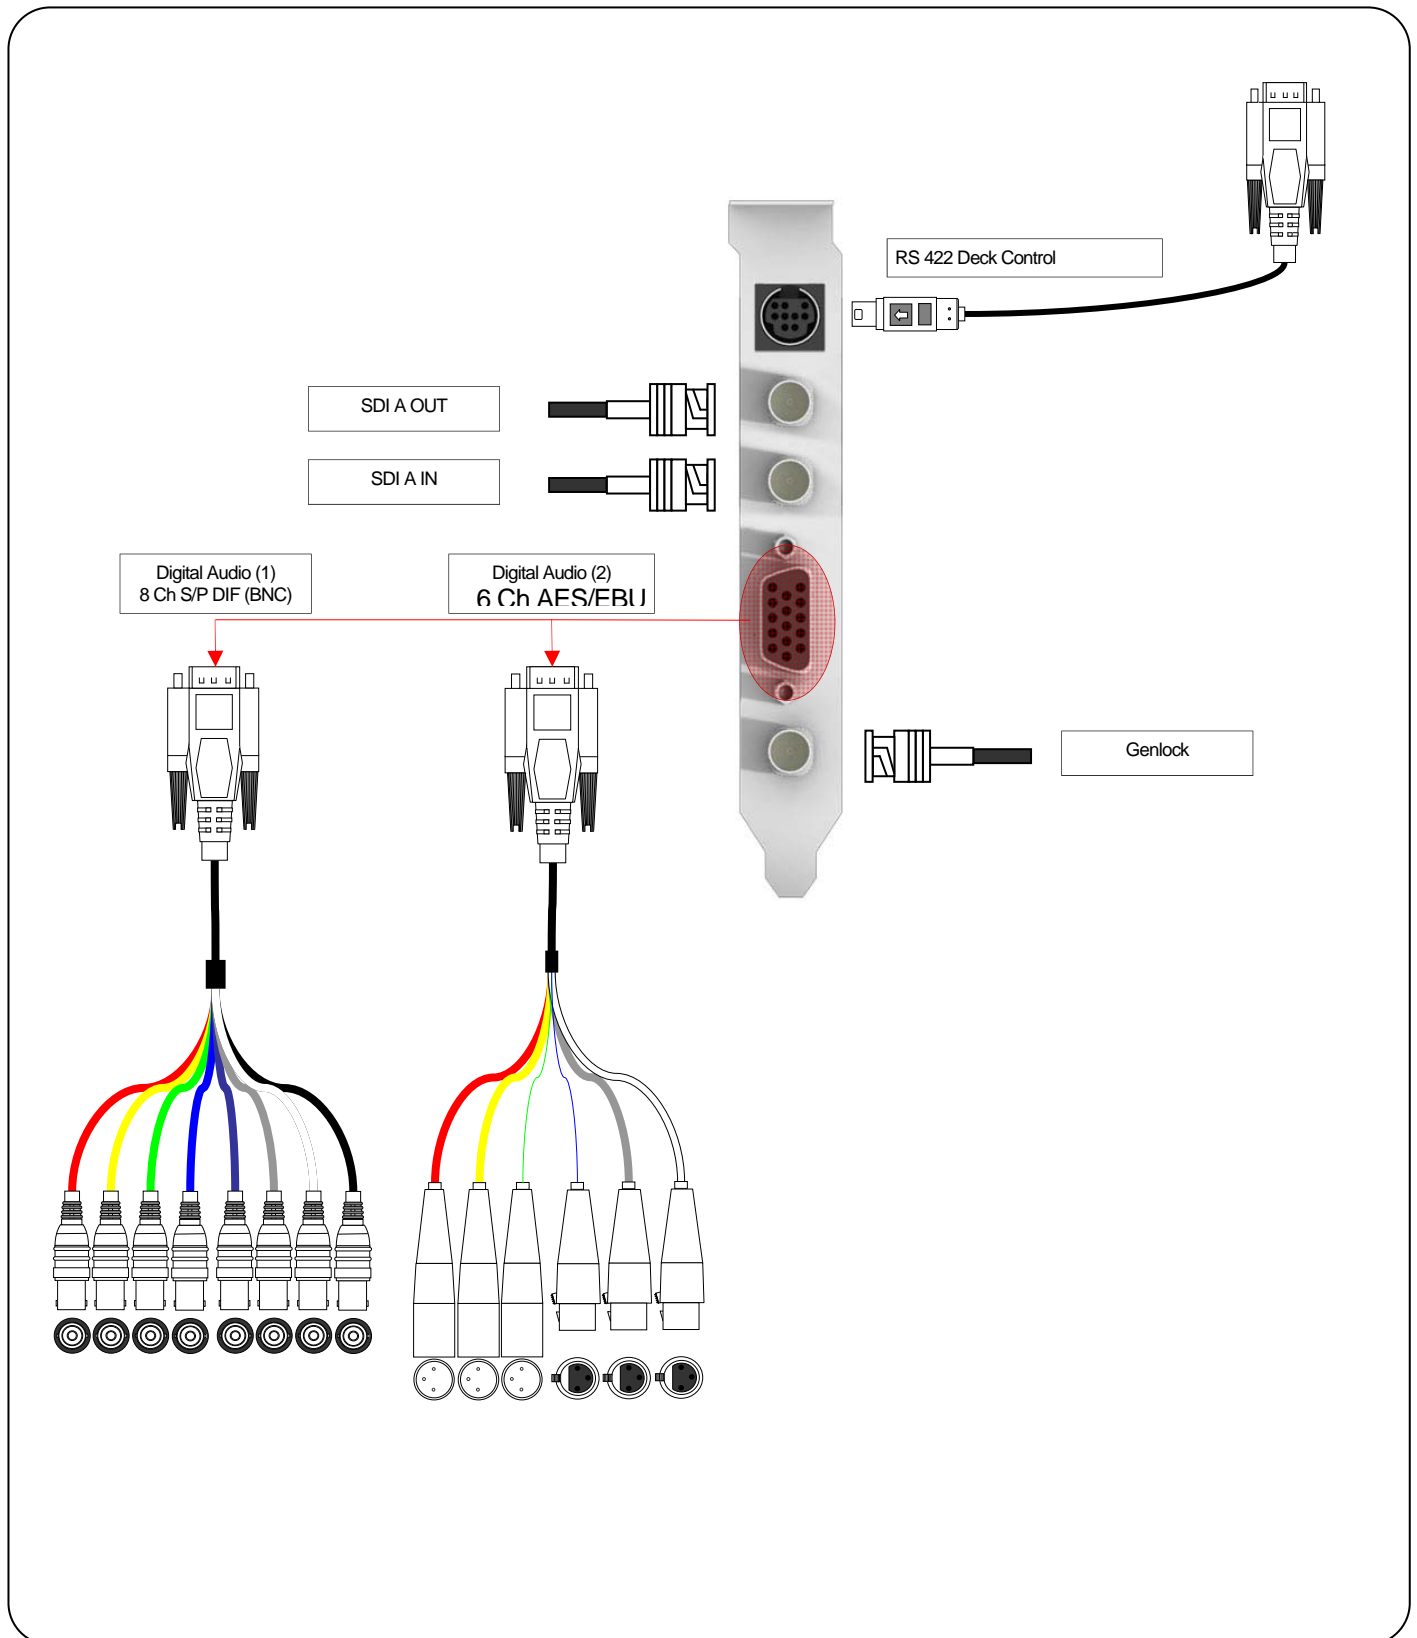 RS 422 Deck Control
SDI A OUT
SDI A IN
Digital Audio (1)
8 Ch S/P DIF (BNC)
Digital Audio (2)
6 Ch AES/EBU
Genlock